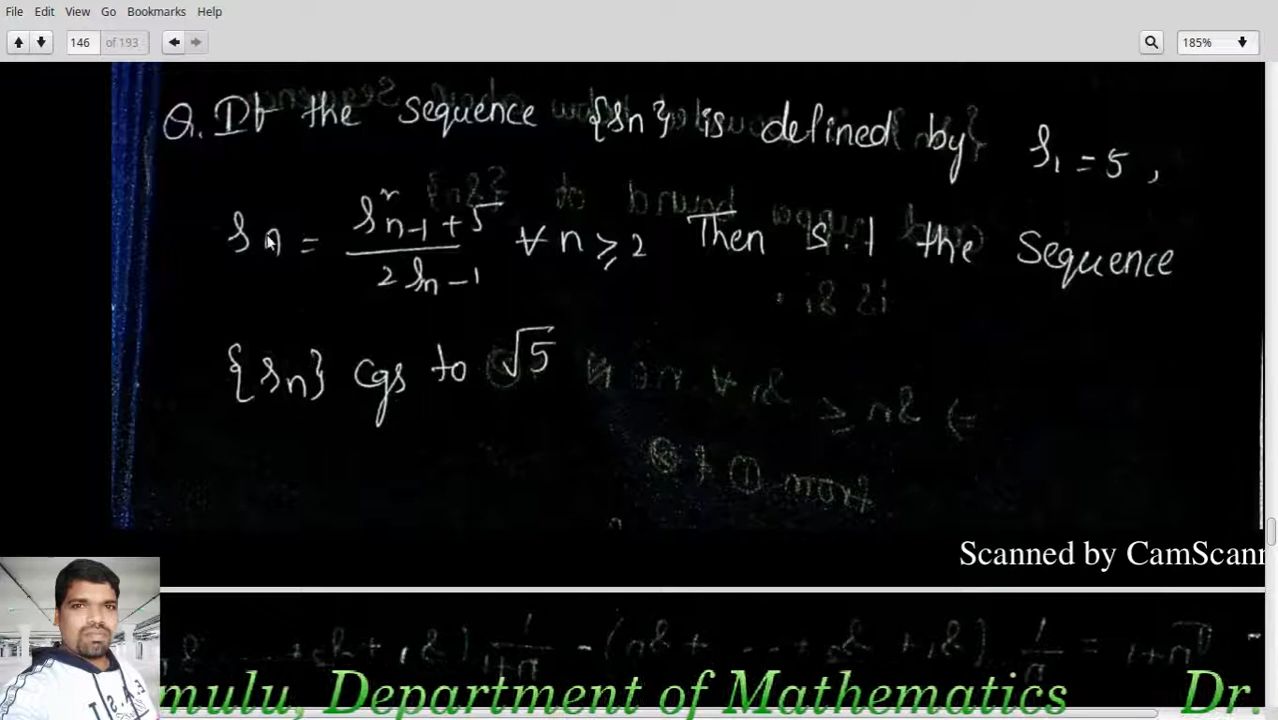 File Edit View Go Bookmarks Help
146 of 193 185%
Q. If the sequence {Sn} is defined by S₁ = 5,
Sn = (S²n-1 + 5) / (2Sn-1) ∀ n ≥ 2 Then S.T the Sequence
{Sn} cgs to √5
Scanned by CamScann
mulu, Department of Mathematics Dr.